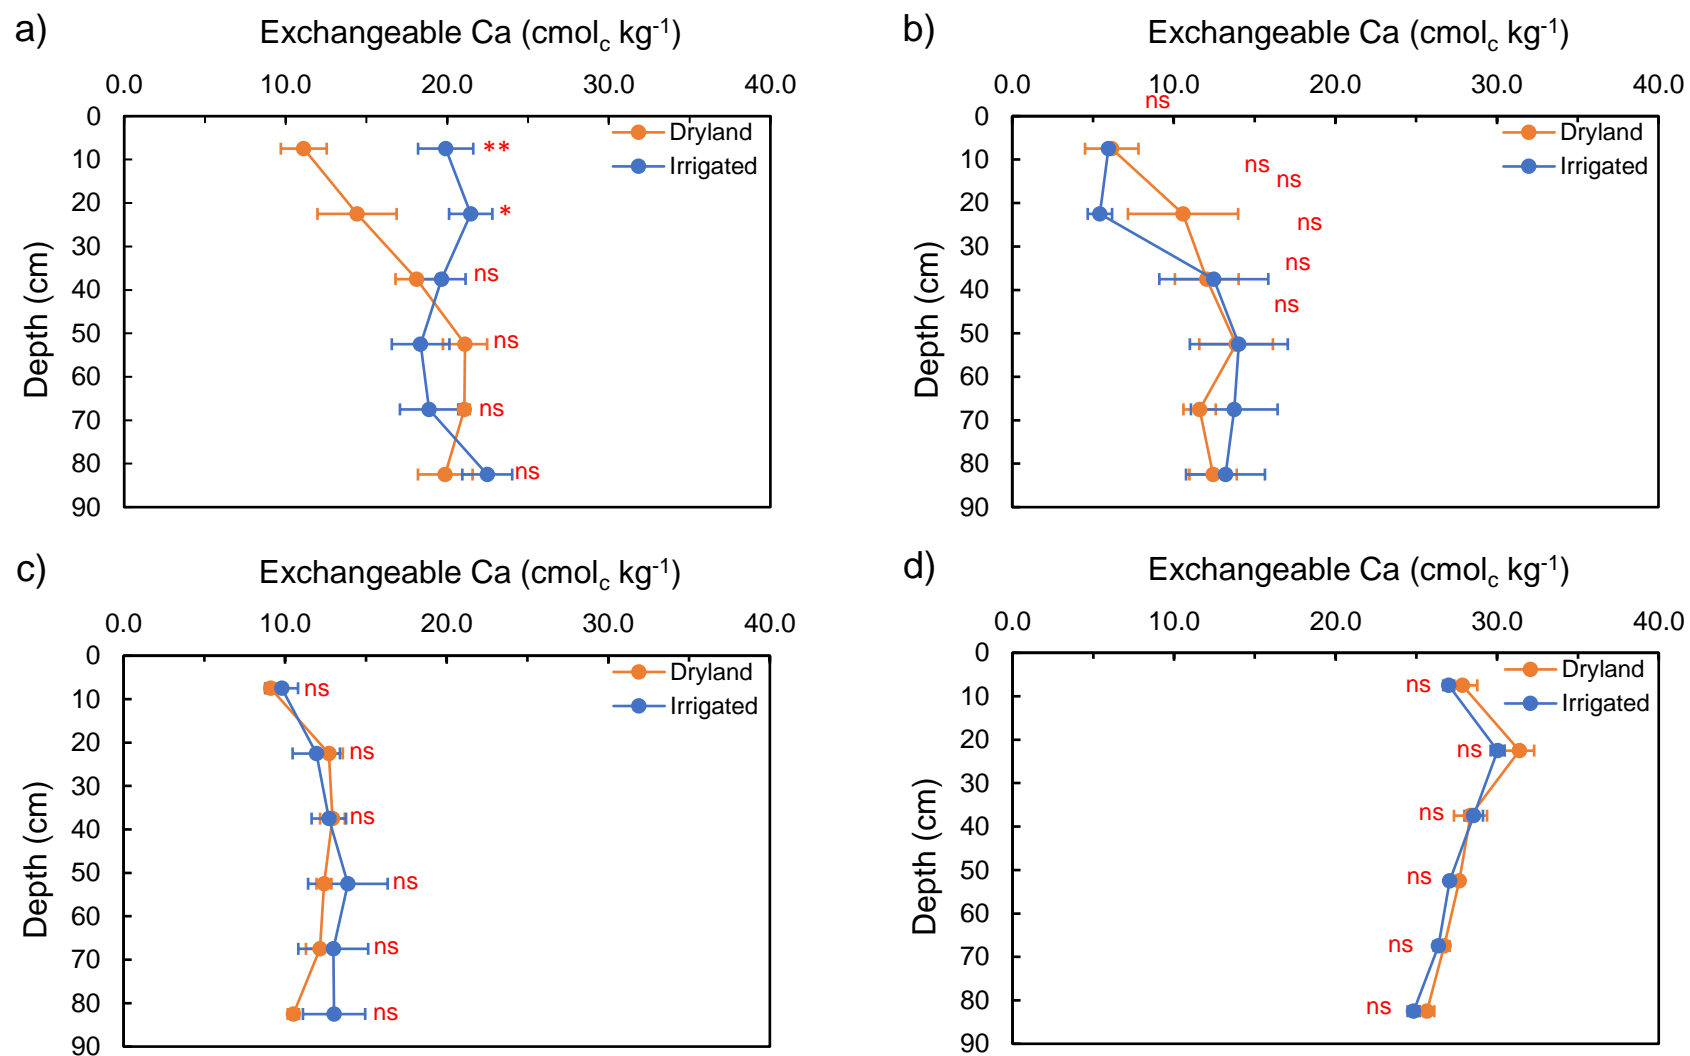 a)
Exchangeable Ca (cmolc kg-1)
0.0 10.0 20.0 30.0 40.0
0
10
20
30
40
50
60
70
80
90
Depth (cm)
Dryland
Irrigated
**
*
ns
ns
ns
ns
b)
Exchangeable Ca (cmolc kg-1)
0.0 10.0 20.0 30.0 40.0
0
10
20
30
40
50
60
70
80
90
Depth (cm)
Dryland
Irrigated
ns
ns
ns
ns
ns
ns
c)
Exchangeable Ca (cmolc kg-1)
0.0 10.0 20.0 30.0 40.0
0
10
20
30
40
50
60
70
80
90
Depth (cm)
Dryland
Irrigated
ns
ns
ns
ns
ns
ns
d)
Exchangeable Ca (cmolc kg-1)
0.0 10.0 20.0 30.0 40.0
0
10
20
30
40
50
60
70
80
90
Depth (cm)
Dryland
Irrigated
ns
ns
ns
ns
ns
ns